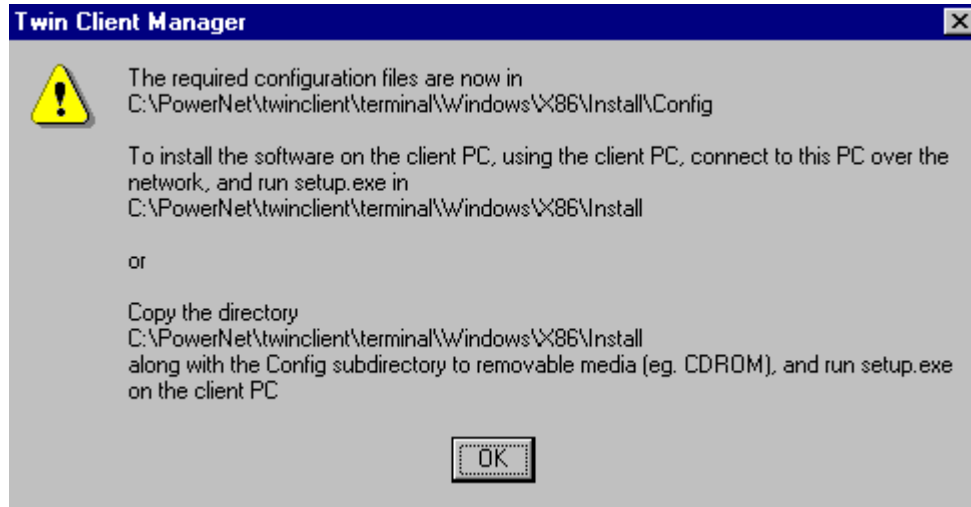 Twin Client Manager
The required configuration files are now in
C:\PowerNet\twinclient\terminal\Windows\X86\Install\Config
To install the software on the client PC, using the client PC, connect to this PC over the
network, and run setup.exe in
C:\PowerNet\twinclient\terminal\Windows\X86\Install
or
Copy the directory
C:\PowerNet\twinclient\terminal\Windows\X86\Install
along with the Config subdirectory to removable media (eg. CDROM), and run setup.exe
on the client PC
OK